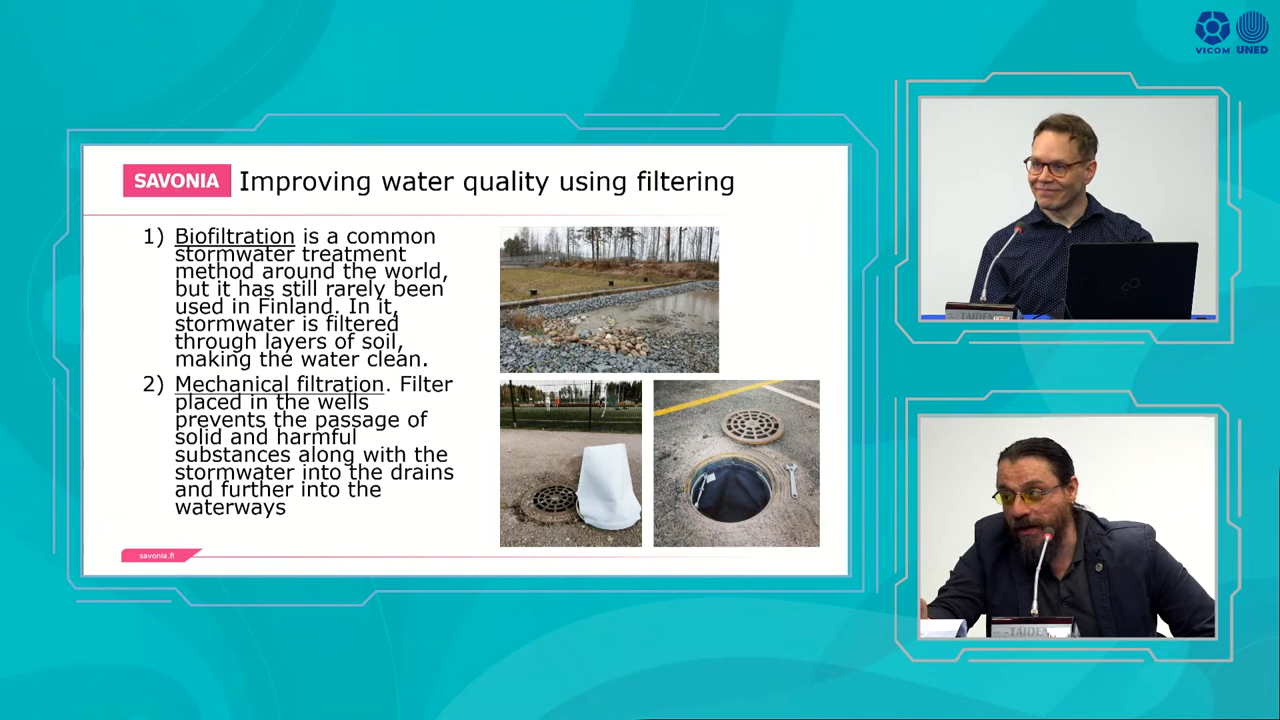 VICOM UNED
SAVONIA Improving water quality using filtering
1) Biofiltration is a common
stormwater treatment
method around the world,
but it has still rarely been
used in Finland. In it,
stormwater is filtered
through layers of soil,
making the water clean.
2) Mechanical filtration. Filter
placed in the wells
prevents the passage of
solid and harmful
substances along with the
stormwater into the drains
and further into the
waterways
savonia.fi
TAIDEN
TAIDEN